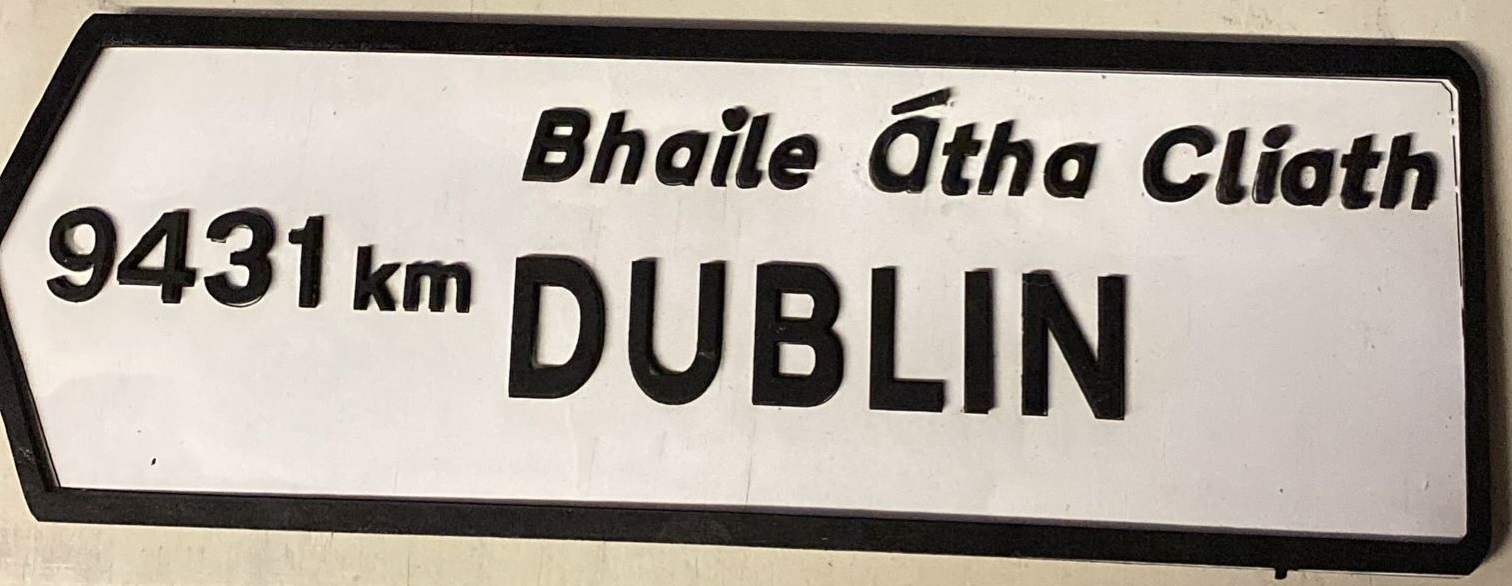 Bhaile Átha Cliath
9431 km DUBLIN